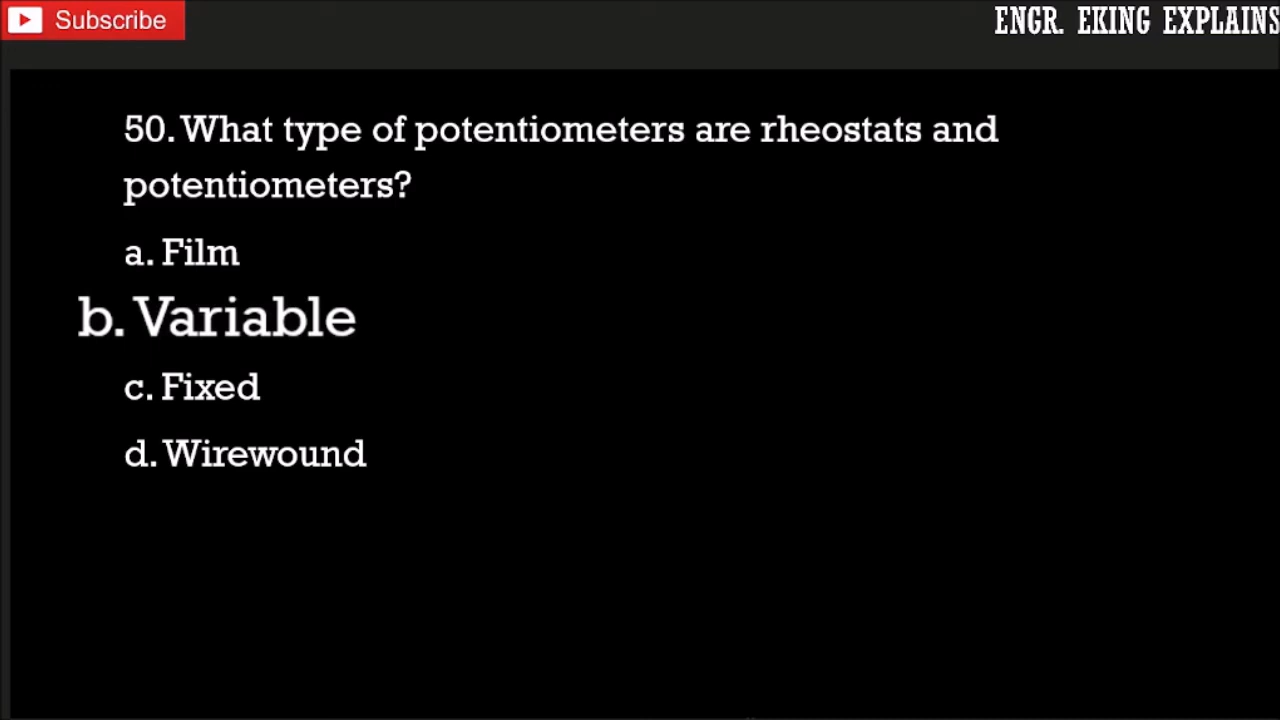 Subscribe
ENGR. EKING EXPLAINS
50. What type of potentiometers are rheostats and
potentiometers?
a. Film
b. Variable
c. Fixed
d. Wirewound